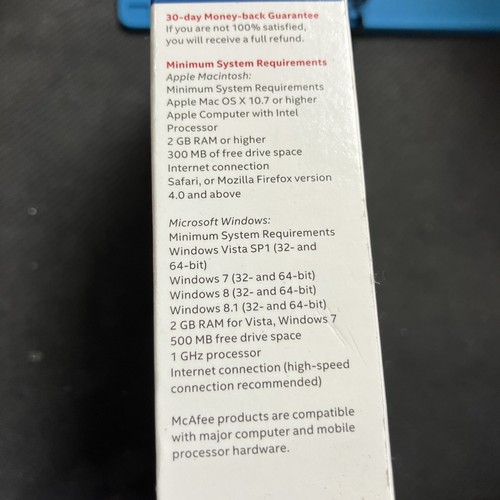 30-day Money-back Guarantee
If you are not 100% satisfied,
you will receive a full refund.
Minimum System Requirements
Apple Macintosh:
Minimum System Requirements
Apple Mac OS X 10.7 or higher
Apple Computer with Intel
Processor
2 GB RAM or higher
300 MB of free drive space
Internet connection
Safari, or Mozilla Firefox version
4.0 and above
Microsoft Windows:
Minimum System Requirements
Windows Vista SP1 (32- and
64-bit)
Windows 7 (32- and 64-bit)
Windows 8 (32- and 64-bit)
Windows 8.1 (32- and 64-bit)
2 GB RAM for Vista, Windows 7
500 MB free drive space
1 GHz processor
Internet connection (high-speed
connection recommended)
McAfee products are compatible
with major computer and mobile
processor hardware.